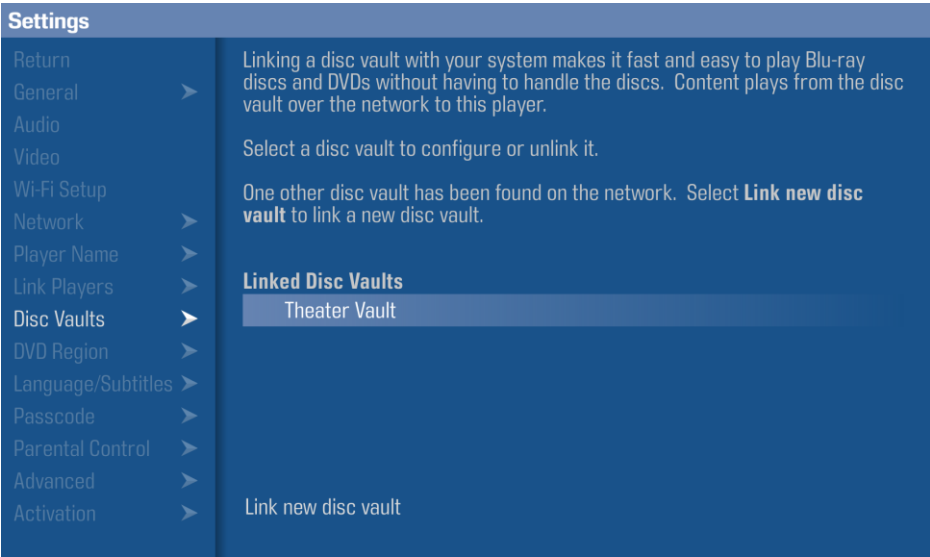 Settings
Return
General
Audio
Video
Wi-Fi Setup
Network
Player Name
Link Players
Disc Vaults
DVD Region
Language/Subtitles
Passcode
Parental Control
Advanced
Activation
Linking a disc vault with your system makes it fast and easy to play Blu-ray
discs and DVDs without having to handle the discs. Content plays from the disc
vault over the network to this player.
Select a disc vault to configure or unlink it.
One other disc vault has been found on the network. Select Link new disc
vault to link a new disc vault.
Linked Disc Vaults
Theater Vault
Link new disc vault